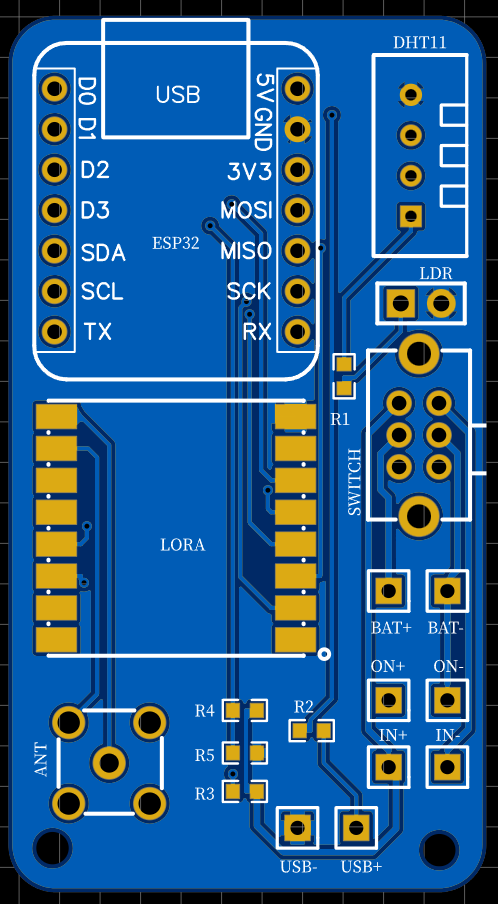 DHT11
USB
D0
D1
D2
D3
SDA
SCL
TX
5V
GND
3V3
MOSI
MISO
SCK
RX
ESP32
LDR
R1
SWITCH
LORA
BAT+
BAT-
ON+
ON-
IN+
IN-
R4
R2
R5
R3
ANT
USB-
USB+